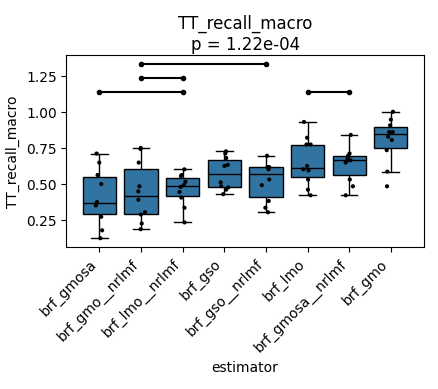 TT_recall_macro
p = 1.22e-04
TT_recall_macro
1.25
1.00
0.75
0.50
0.25
brf_gmosa
brf_gmo__nrlmf
brf_lmo__nrlmf
brf_gso
brf_gso__nrlmf
brf_lmo
brf_gmosa__nrlmf
brf_gmo
estimator